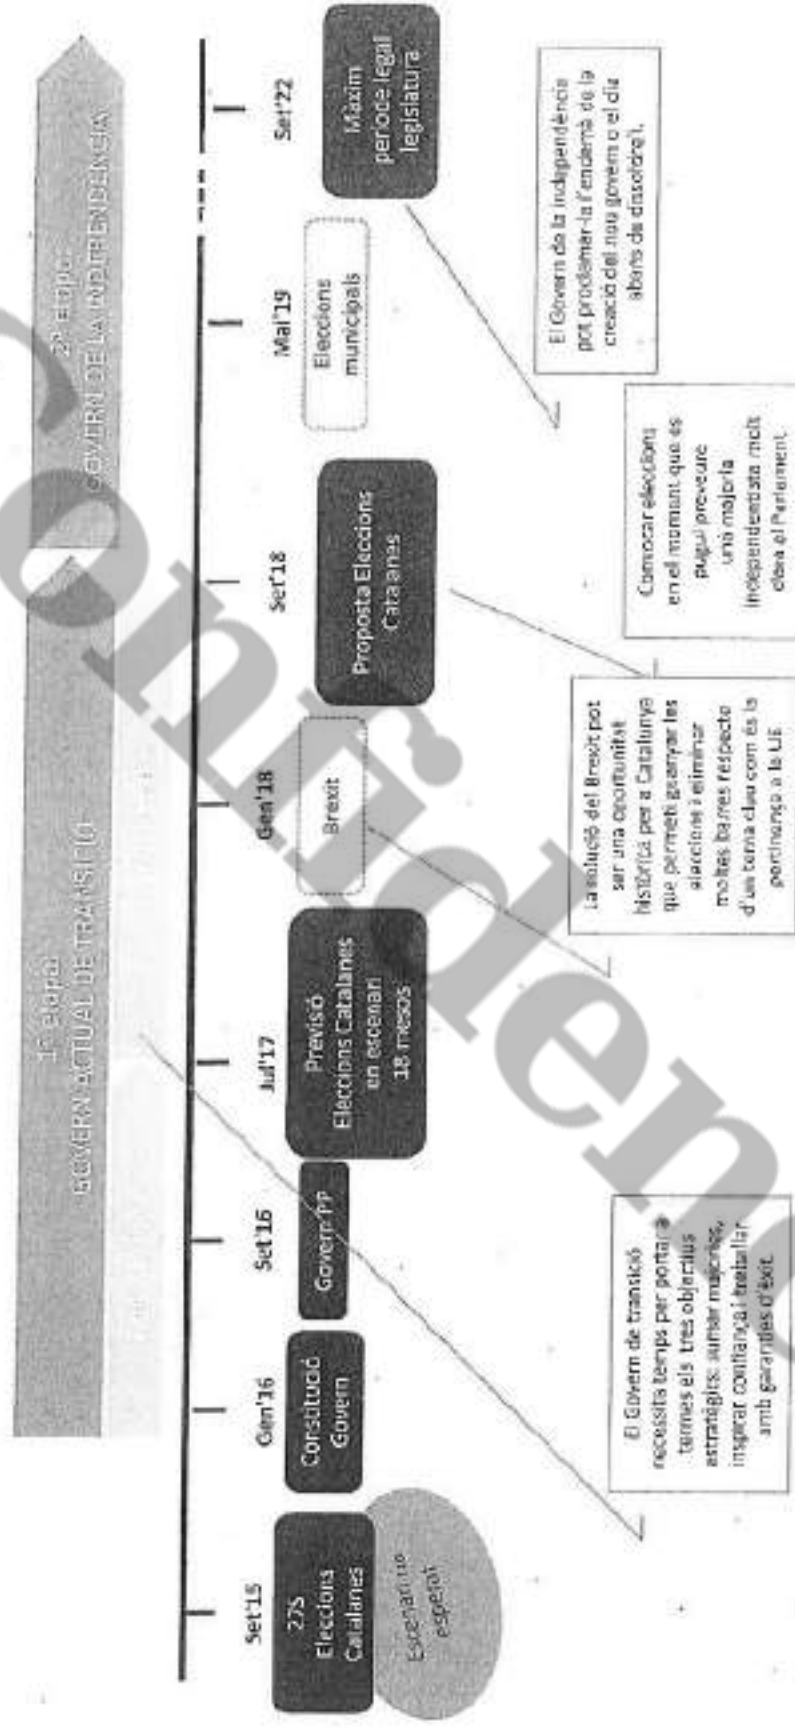 1ª etapa:
GOVERN ACTUAL DE TRANSICIÓ
2ª etapa:
GOVERN DE LA INDEPENDÈNCIA
Set'15
Gen'16
Set'16
Jul'17
Gen'18
Set'18
Mai'19
Set'22
27S
Eleccions
Catalanes
Escenari no
esperat
Constitució
Govern
Govern PP
Previsió
Eleccions Catalanes
en escenari
18 mesos
Brexit
Proposta Eleccions
Catalanes
Eleccions
municipals
Màxim
període legal
legislatura
El Govern de transició
necessita temps per portar a
termes els tres objectius
estratègics: sumar majories,
inspirar confiança i treballar
amb garanties d'èxit.
La solució del Brexit pot
ser una oportunitat
històrica per a Catalunya
que permeti guanyar les
eleccions i eliminar
moltes barres respecte
d'un tema clau com és la
pertinença a la UE
Convocar eleccions
en el moment que es
pugui preveure
una majoria
independentista molt
clara al Parlament.
El Govern de la independència
pot proclamar-la l'endemà de la
creació del nou govern o el dia
abans de dissoldre'l.
Confidenc